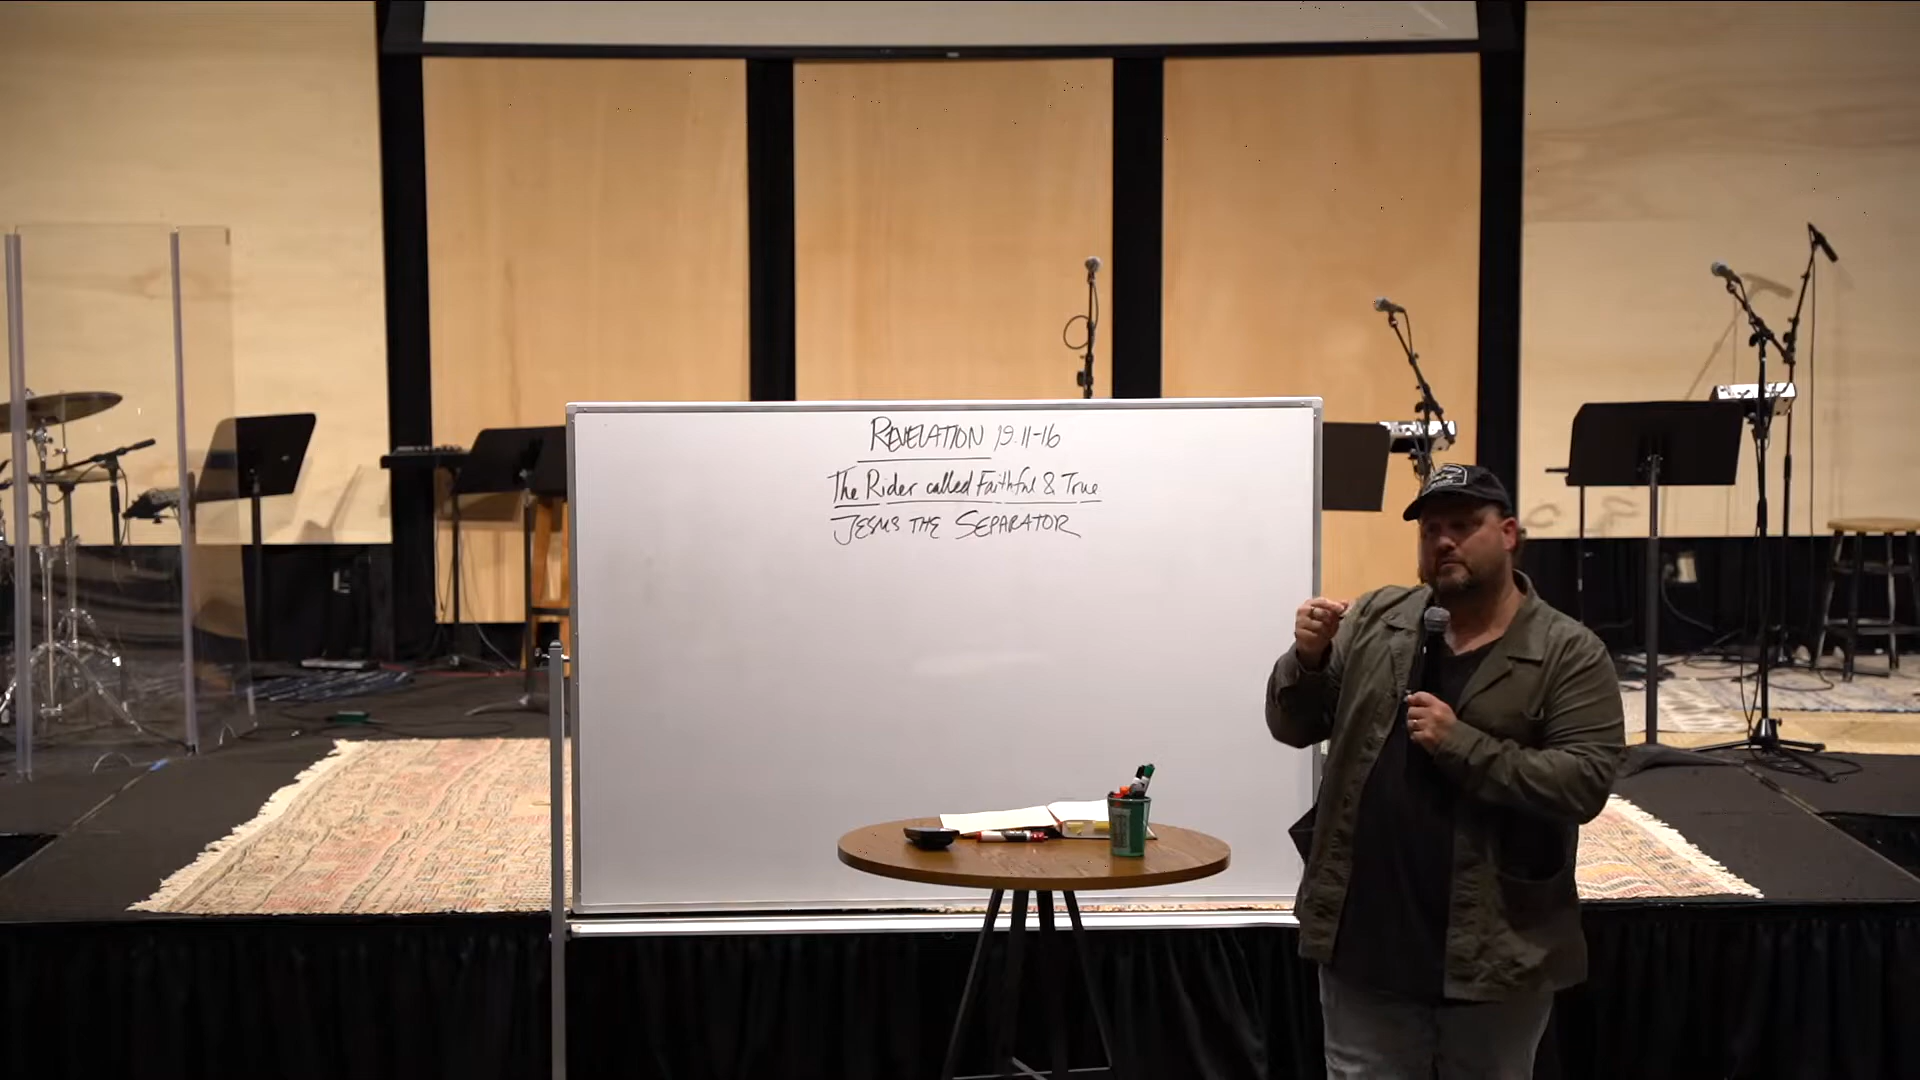 REVELATION 19:11-16
The Rider called Faithful & True
JESUS THE SEPARATOR